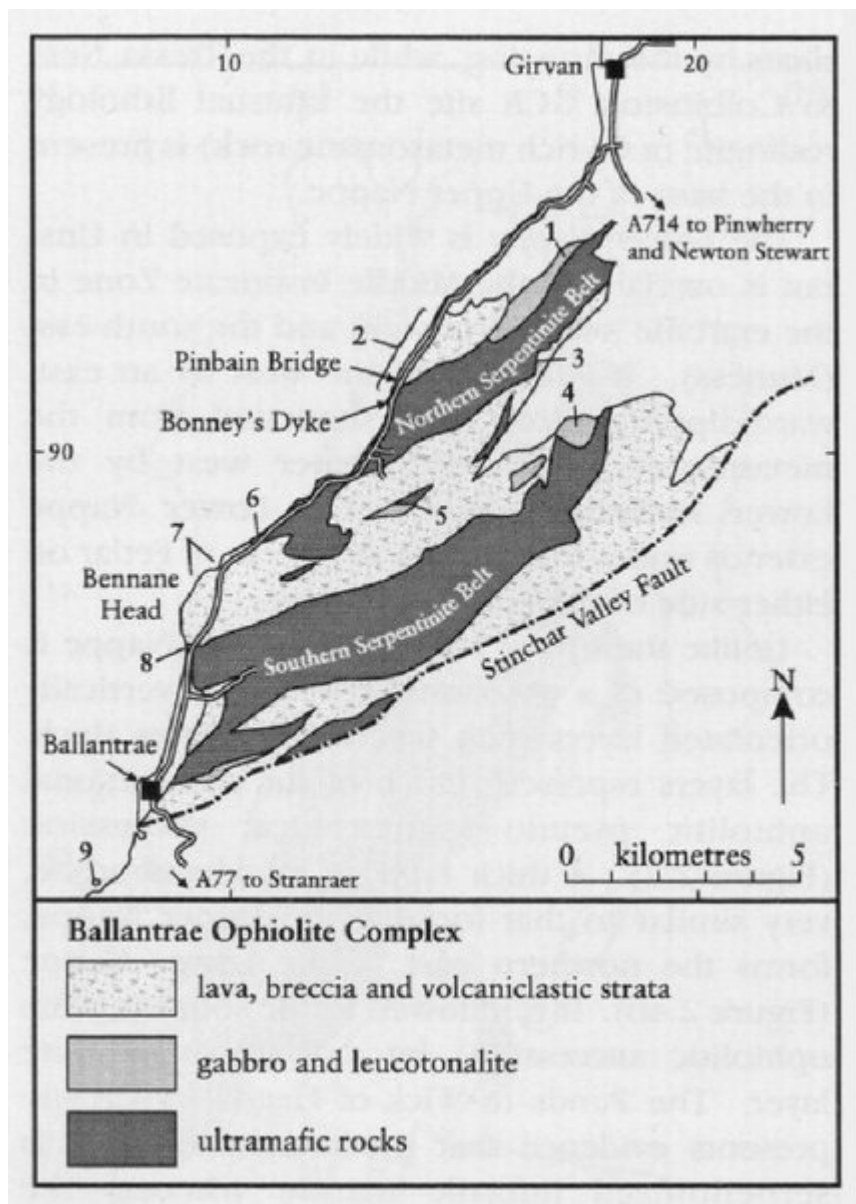 10
20
Girvan
1
A714 to Pinwherry
and Newton Stewart
2
Pinbain Bridge
3
Northern Serpentinite Belt
Bonney's Dyke
4
90
5
6
7
Bennane
Head
Southern Serpentinite Belt
Stinchar Valley Fault
8
N
Ballantrae
9
0 kilometres 5
A77 to Stranraer
Ballantrae Ophiolite Complex
lava, breccia and volcaniclastic strata
gabbro and leucotonalite
ultramafic rocks